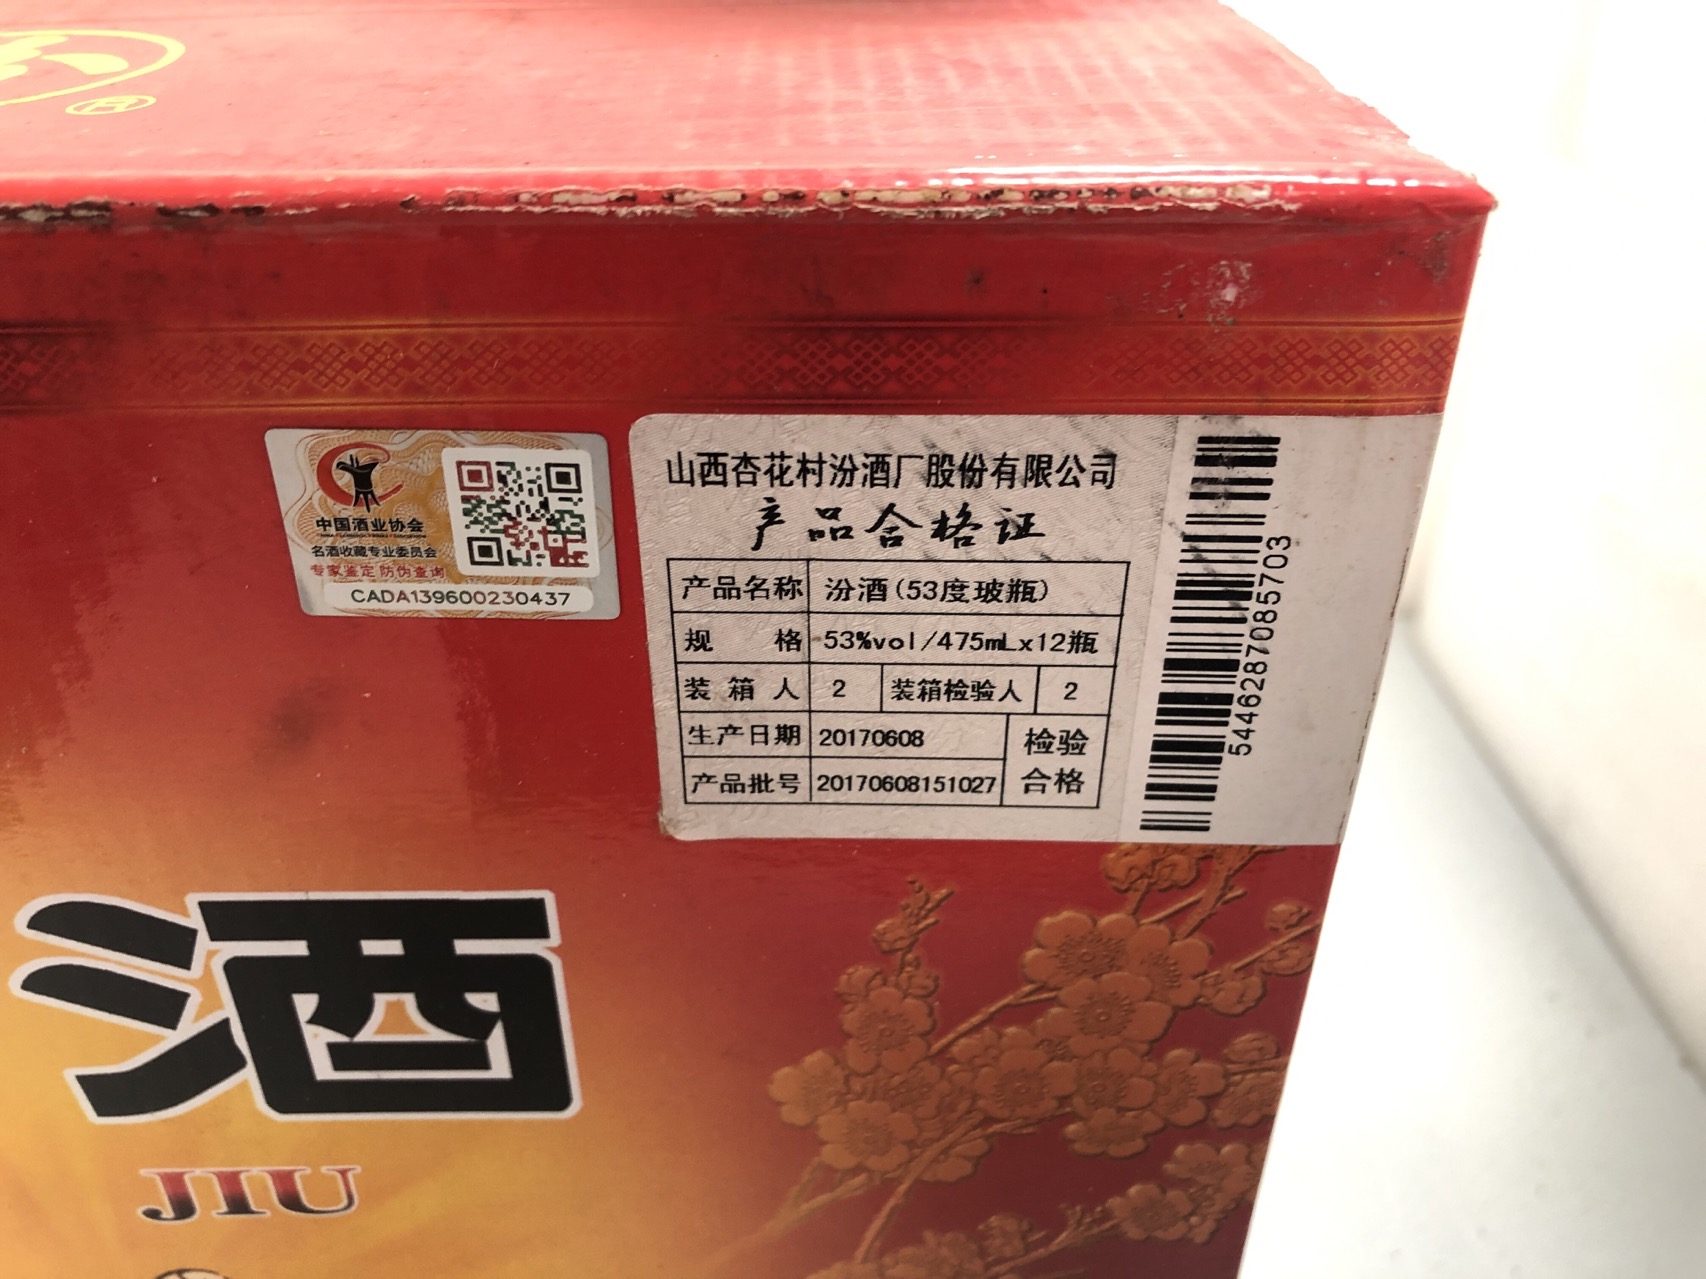 ®
中国酒业协会
名酒收藏专业委员会
专家鉴定 防伪查询
CADA139600230437
山西杏花村汾酒厂股份有限公司
产品合格证
产品名称 汾酒(53度玻瓶)
规格 53%vol/475mLx12瓶
装箱人 2 装箱检验人 2
生产日期 20170608 检验
产品批号 20170608151027 合格
5446287085703
酒
JIU